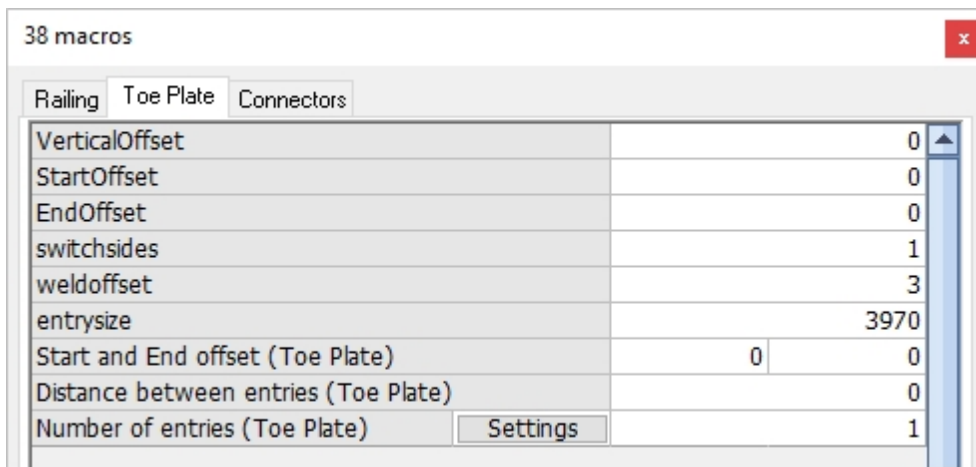 38 macros
x
Railing Toe Plate Connectors
VerticalOffset 0
StartOffset 0
EndOffset 0
switchsides 1
weldoffset 3
entrysize 3970
Start and End offset (Toe Plate) 0 0
Distance between entries (Toe Plate) 0
Number of entries (Toe Plate) Settings 1